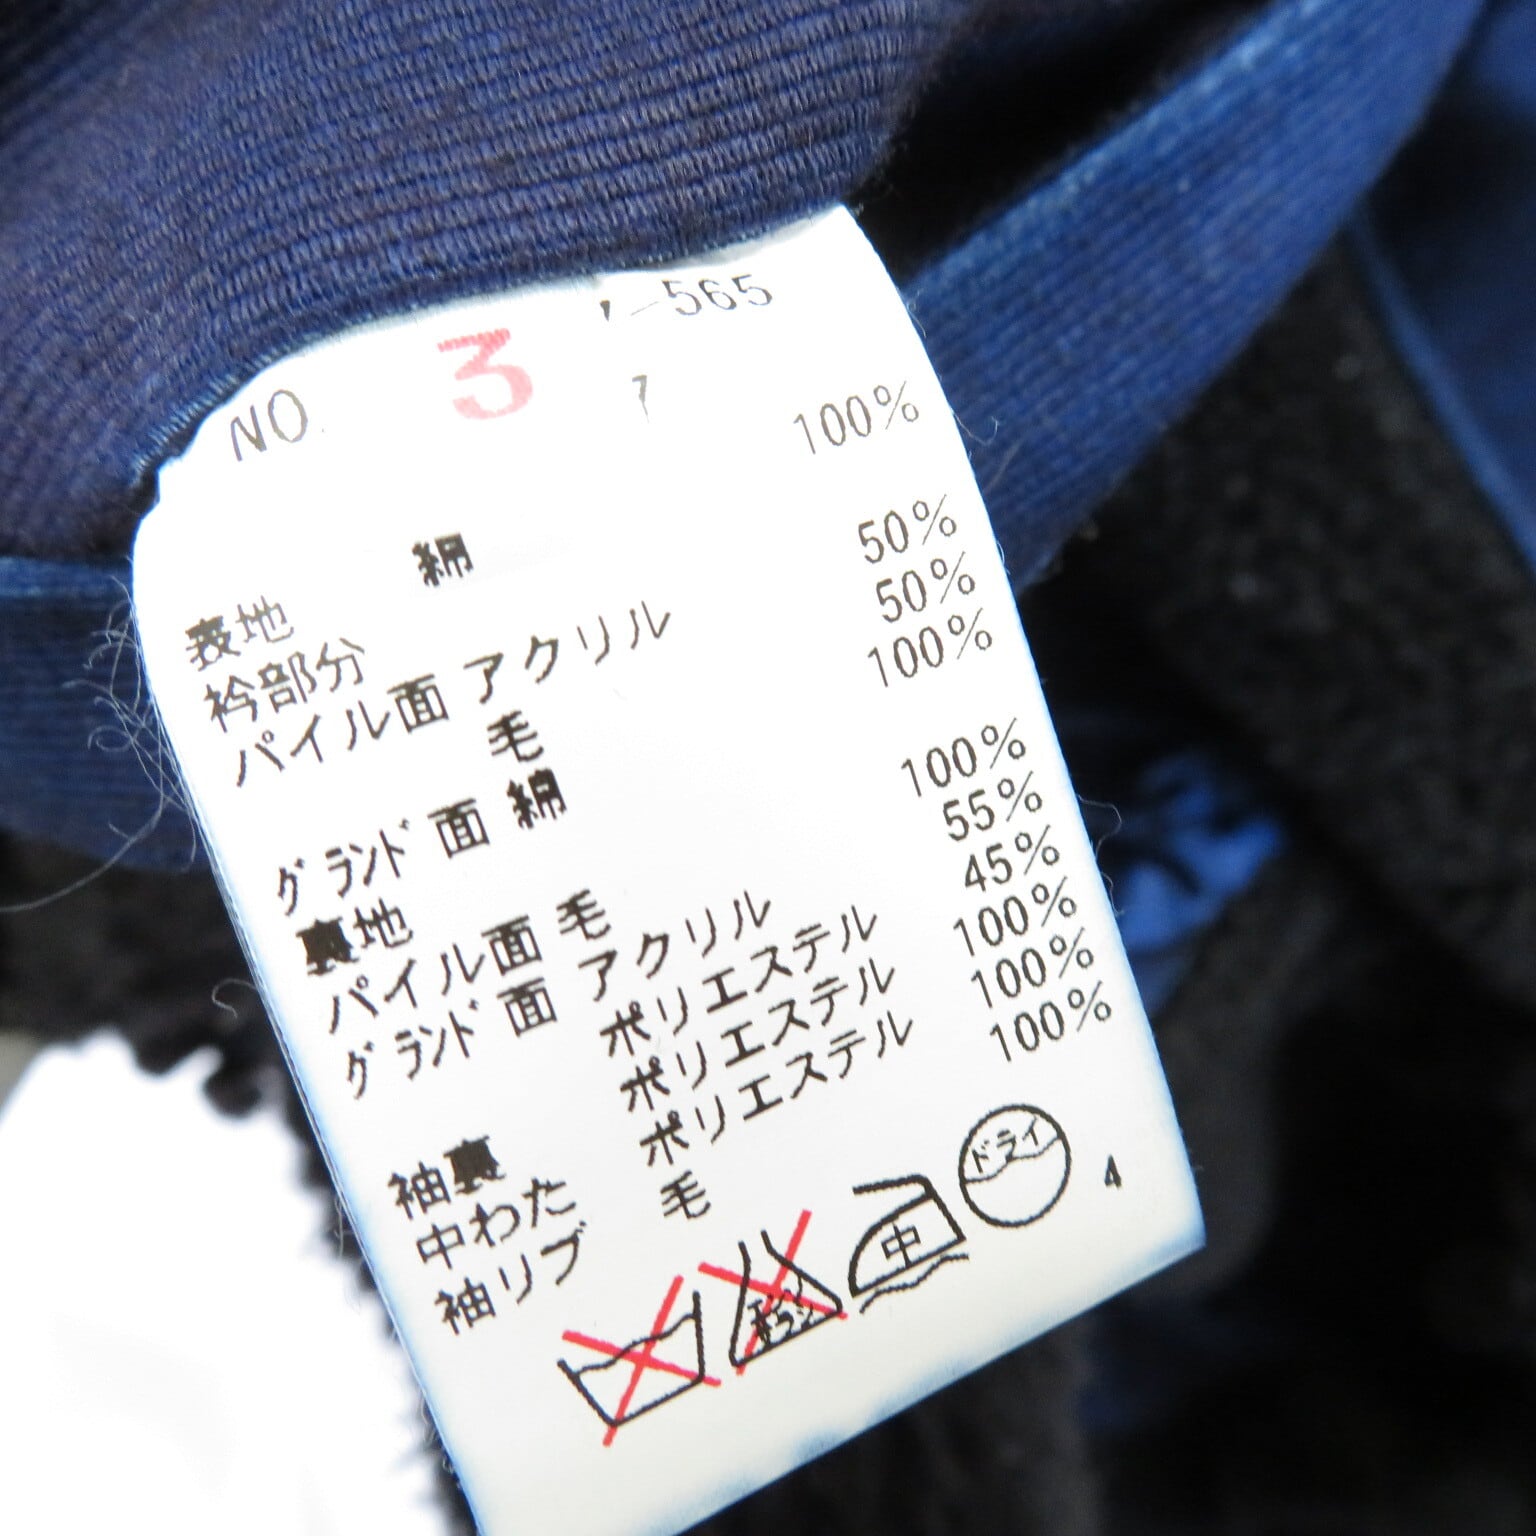 NO 3 -565
表地 綿 100%
衿部分
パイル面 アクリル 50%
毛 50%
グランド面 綿 100%
裏地
パイル面 毛 100%
グランド面 アクリル 55%
ポリエステル 45%
袖裏 ポリエステル 100%
中わた ポリエステル 100%
袖リブ 毛 100%
エンソサラシ 中 ドライ 4